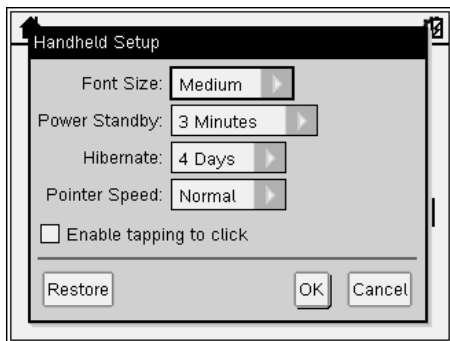 Handheld Setup
Font Size: Medium
Power Standby: 3 Minutes
Hibernate: 4 Days
Pointer Speed: Normal
Enable tapping to click
Restore OK Cancel